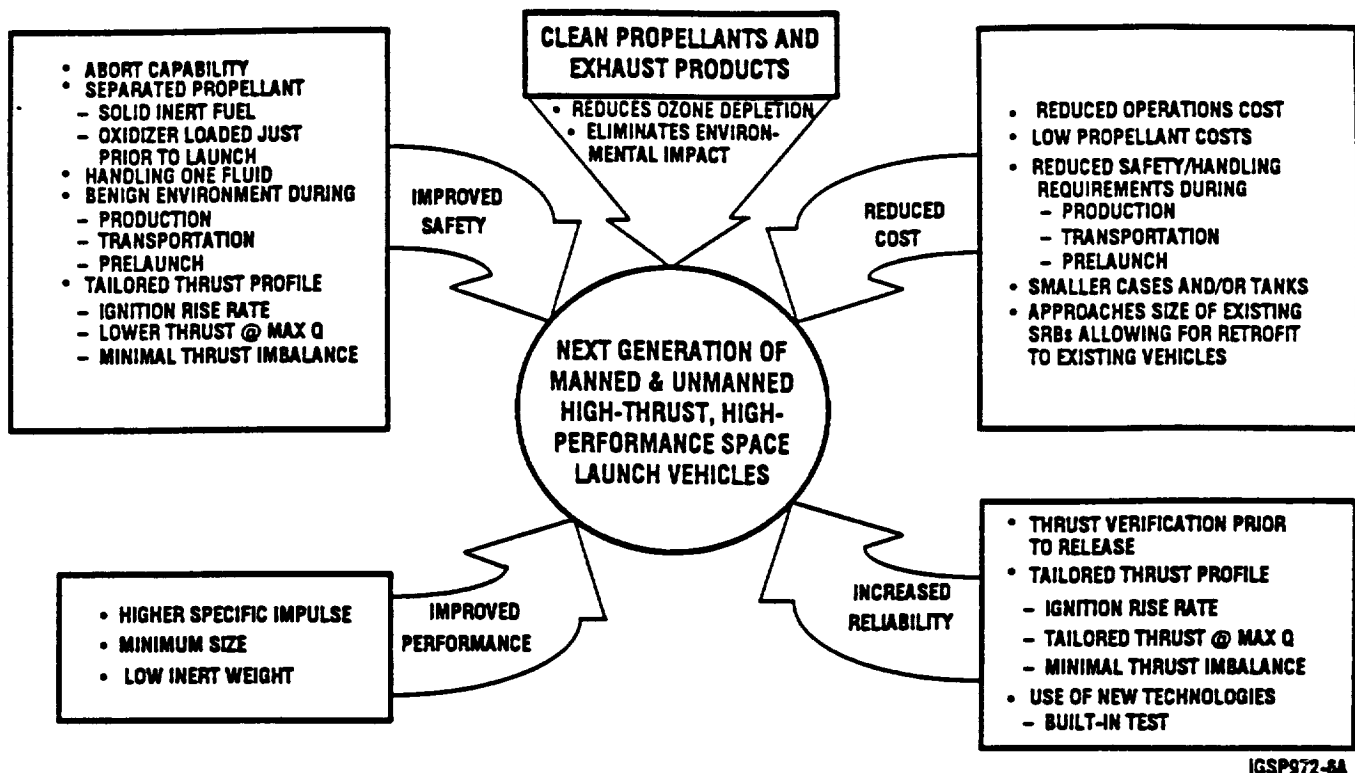 • ABORT CAPABILITY
• SEPARATED PROPELLANT
– SOLID INERT FUEL
– OXIDIZER LOADED JUST
PRIOR TO LAUNCH
• HANDLING ONE FLUID
• BENIGN ENVIRONMENT DURING
– PRODUCTION
– TRANSPORTATION
– PRELAUNCH
• TAILORED THRUST PROFILE
– IGNITION RISE RATE
– LOWER THRUST @ MAX Q
– MINIMAL THRUST IMBALANCE
IMPROVED
SAFETY
CLEAN PROPELLANTS AND
EXHAUST PRODUCTS
• REDUCES OZONE DEPLETION
• ELIMINATES ENVIRON-
MENTAL IMPACT
REDUCED
COST
• REDUCED OPERATIONS COST
• LOW PROPELLANT COSTS
• REDUCED SAFETY/HANDLING
REQUIREMENTS DURING
– PRODUCTION
– TRANSPORTATION
– PRELAUNCH
• SMALLER CASES AND/OR TANKS
• APPROACHES SIZE OF EXISTING
SRBs ALLOWING FOR RETROFIT
TO EXISTING VEHICLES
NEXT GENERATION OF
MANNED & UNMANNED
HIGH-THRUST, HIGH-
PERFORMANCE SPACE
LAUNCH VEHICLES
• HIGHER SPECIFIC IMPULSE
• MINIMUM SIZE
• LOW INERT WEIGHT
IMPROVED
PERFORMANCE
INCREASED
RELIABILITY
• THRUST VERIFICATION PRIOR
TO RELEASE
• TAILORED THRUST PROFILE
– IGNITION RISE RATE
– TAILORED THRUST @ MAX Q
– MINIMAL THRUST IMBALANCE
• USE OF NEW TECHNOLOGIES
– BUILT-IN TEST
IGSP972-6A